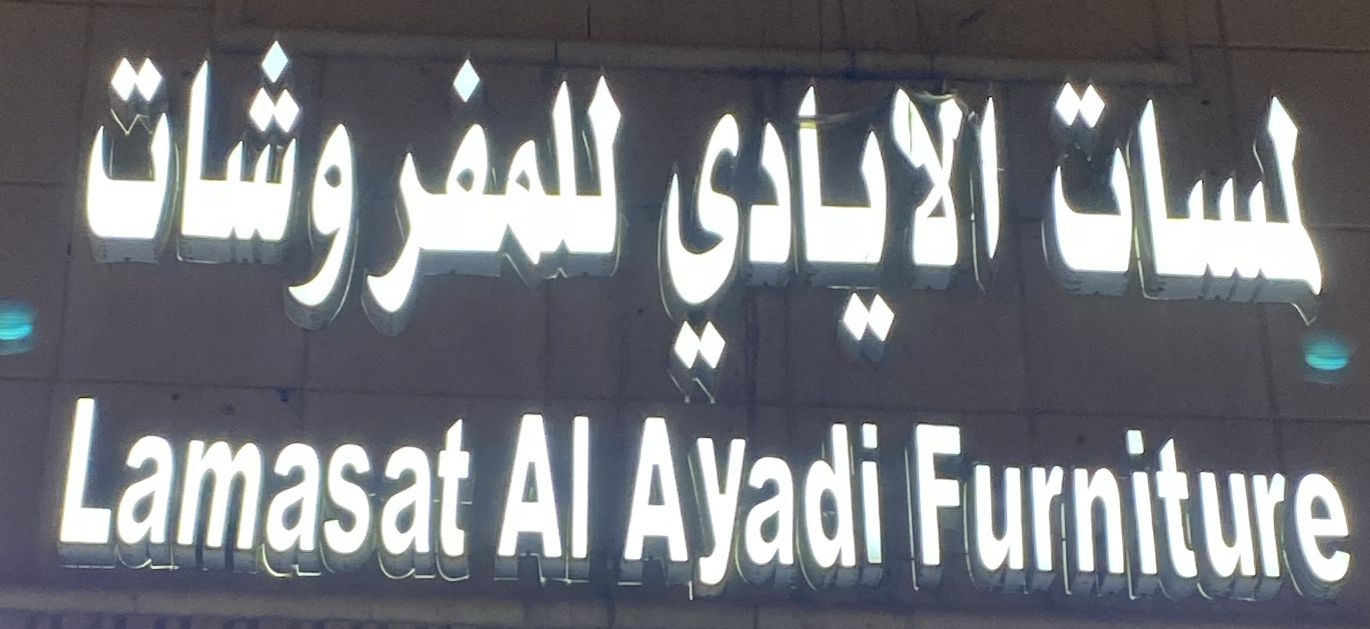 لمسات الايادي للمفروشات
Lamasat Al Ayadi Furniture